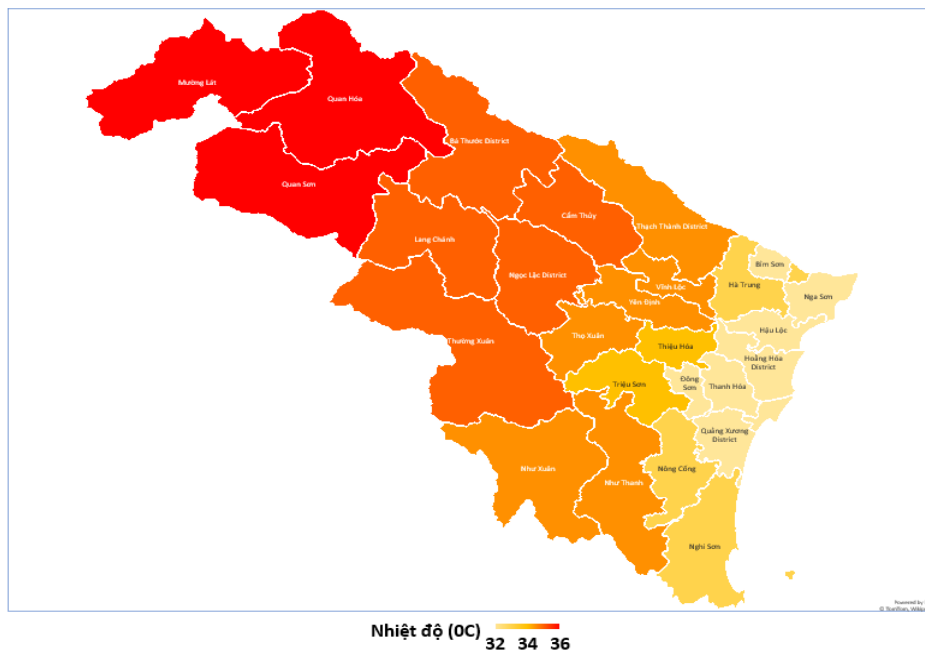 Mường Lát
Quan Hóa
Quan Sơn
Bá Thước District
Cẩm Thủy
Thạch Thành District
Lang Chánh
Ngọc Lặc District
Bỉm Sơn
Hà Trung
Nga Sơn
Vĩnh Lộc
Yên Định
Thọ Xuân
Hậu Lộc
Thường Xuân
Thiệu Hóa
Hoằng Hóa
District
Triệu Sơn
Đông
Sơn
Thanh Hóa
Quảng Xương
District
Như Xuân
Như Thanh
Nông Cống
Nghi Sơn
Powered by
© TomTom,
Nhiệt độ (0C)
32 34 36